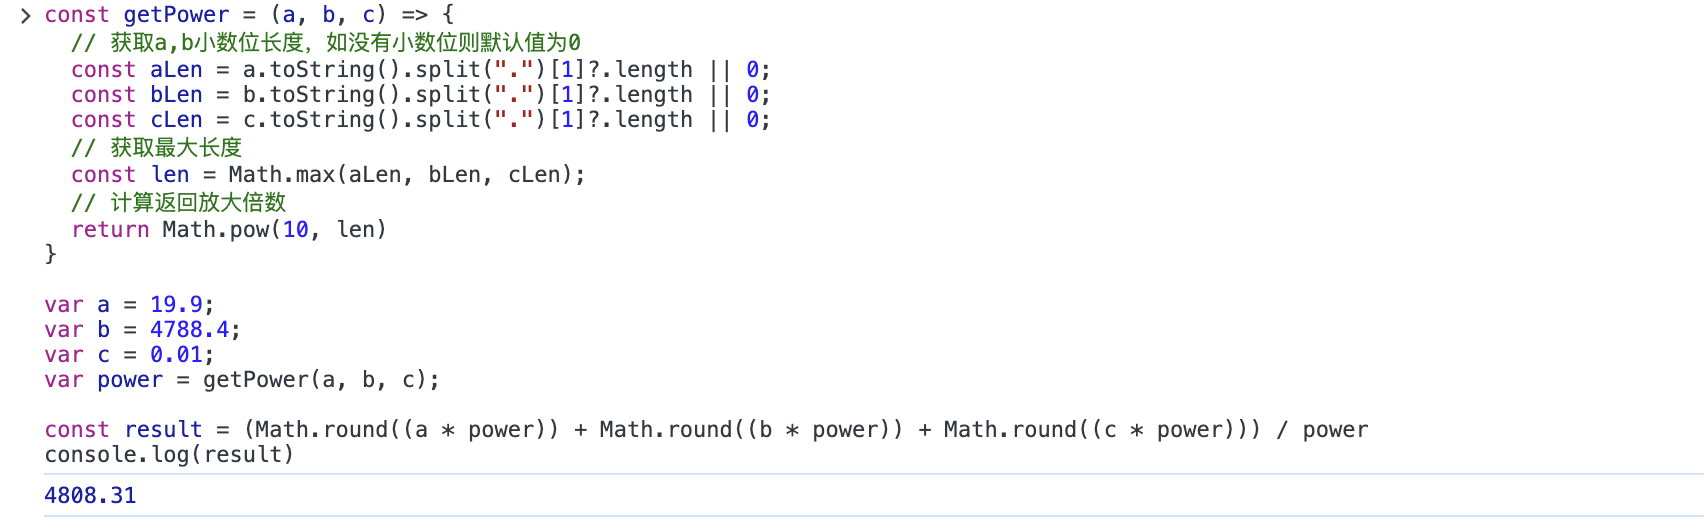 const getPower = (a, b, c) => {
// 获取a,b小数位长度，如没有小数位则默认值为0
const aLen = a.toString().split(".")[1]?.length || 0;
const bLen = b.toString().split(".")[1]?.length || 0;
const cLen = c.toString().split(".")[1]?.length || 0;
// 获取最大长度
const len = Math.max(aLen, bLen, cLen);
// 计算返回放大倍数
return Math.pow(10, len)
}
var a = 19.9;
var b = 4788.4;
var c = 0.01;
var power = getPower(a, b, c);
const result = (Math.round((a * power)) + Math.round((b * power)) + Math.round((c * power))) / power
console.log(result)
4808.31